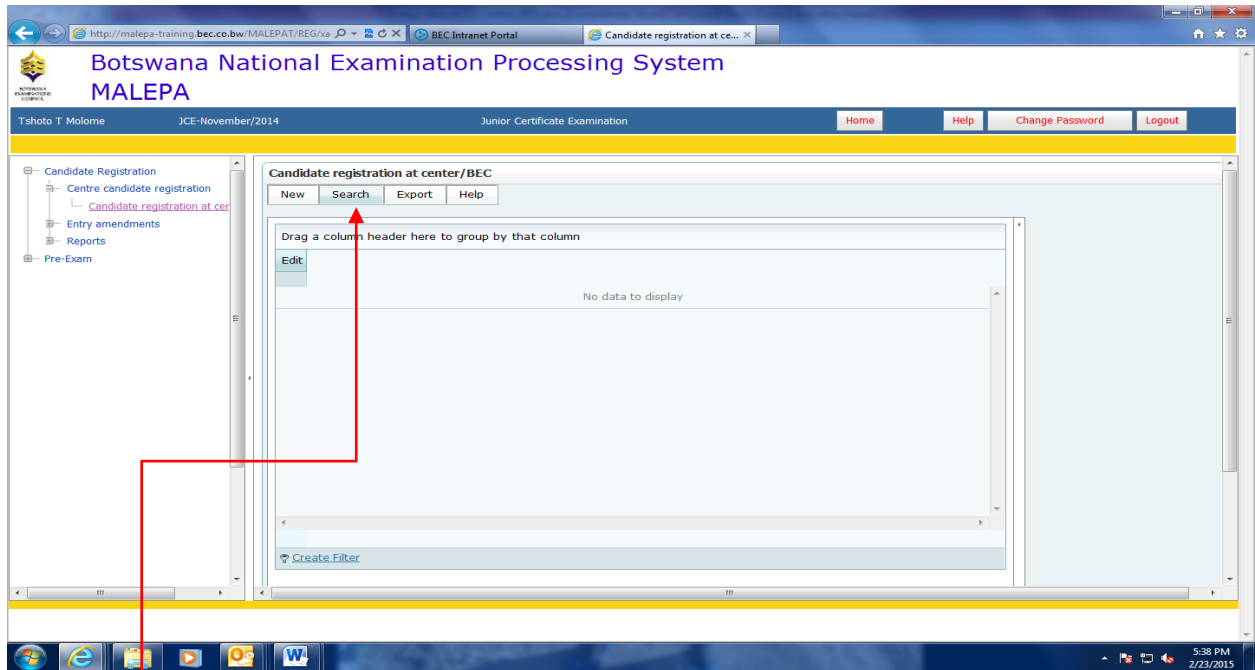 http://malepa-training.bec.co.bw/MALEPAT/REG/xa
BEC Intranet Portal
Candidate registration at ce...
Botswana National Examination Processing System
MALEPA
BOTSWANA
EXAMINATIONS
COUNCIL
Tshoto T Molome JCE-November/2014 Junior Certificate Examination Home Help Change Password Logout
Candidate Registration
Centre candidate registration
Candidate registration at cer
Entry amendments
Reports
Pre-Exam
Candidate registration at center/BEC
New Search Export Help
Drag a column header here to group by that column
Edit
No data to display
Create Filter
5:38 PM
2/23/2015